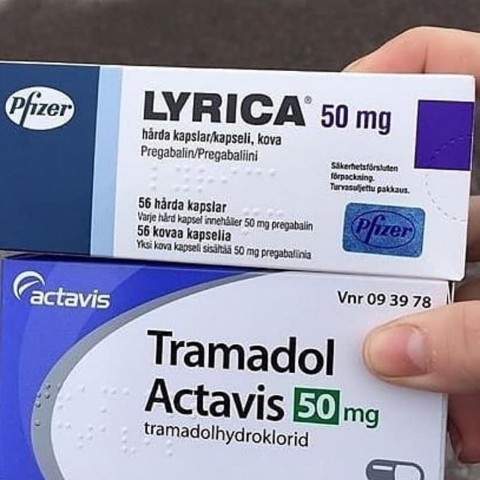 Pfizer
LYRICA® 50 mg
hårda kapslar/kapseli, kova
Pregabalin/Pregabaliini
Säkerhetsförsluten
förpackning.
Turvasuljettu pakkaus.
56 hårda kapslar
Varje hård kapsel innehåller 50 mg pregabalin
56 kovaa kapselia
Yksi kova kapseli sisältää 50 mg pregabaliinia
Pfizer
actavis
Vnr 09 39 78
Tramadol
Actavis 50 mg
tramadolhydroklorid